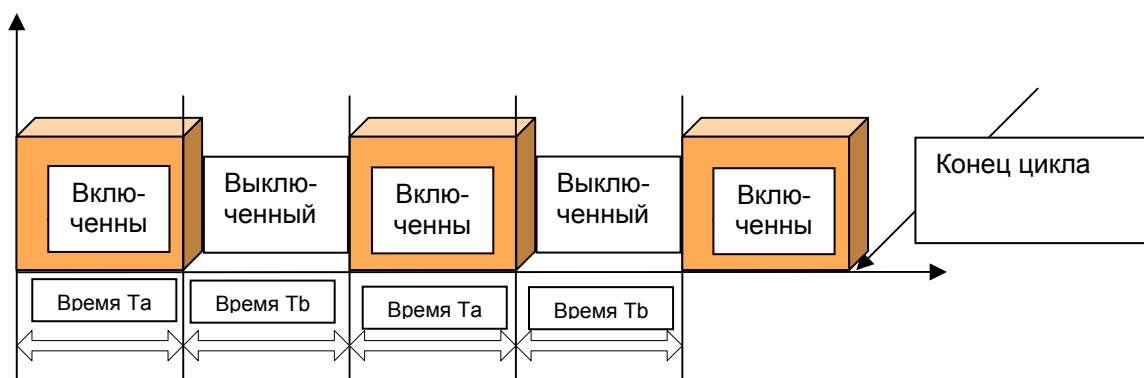 Включ-
ченны
Выклю-
ченный
Вклю-
ченны
Выклю-
ченный
Вклю-
ченны
Конец цикла
Время Ta
Время Tb
Время Ta
Время Tb